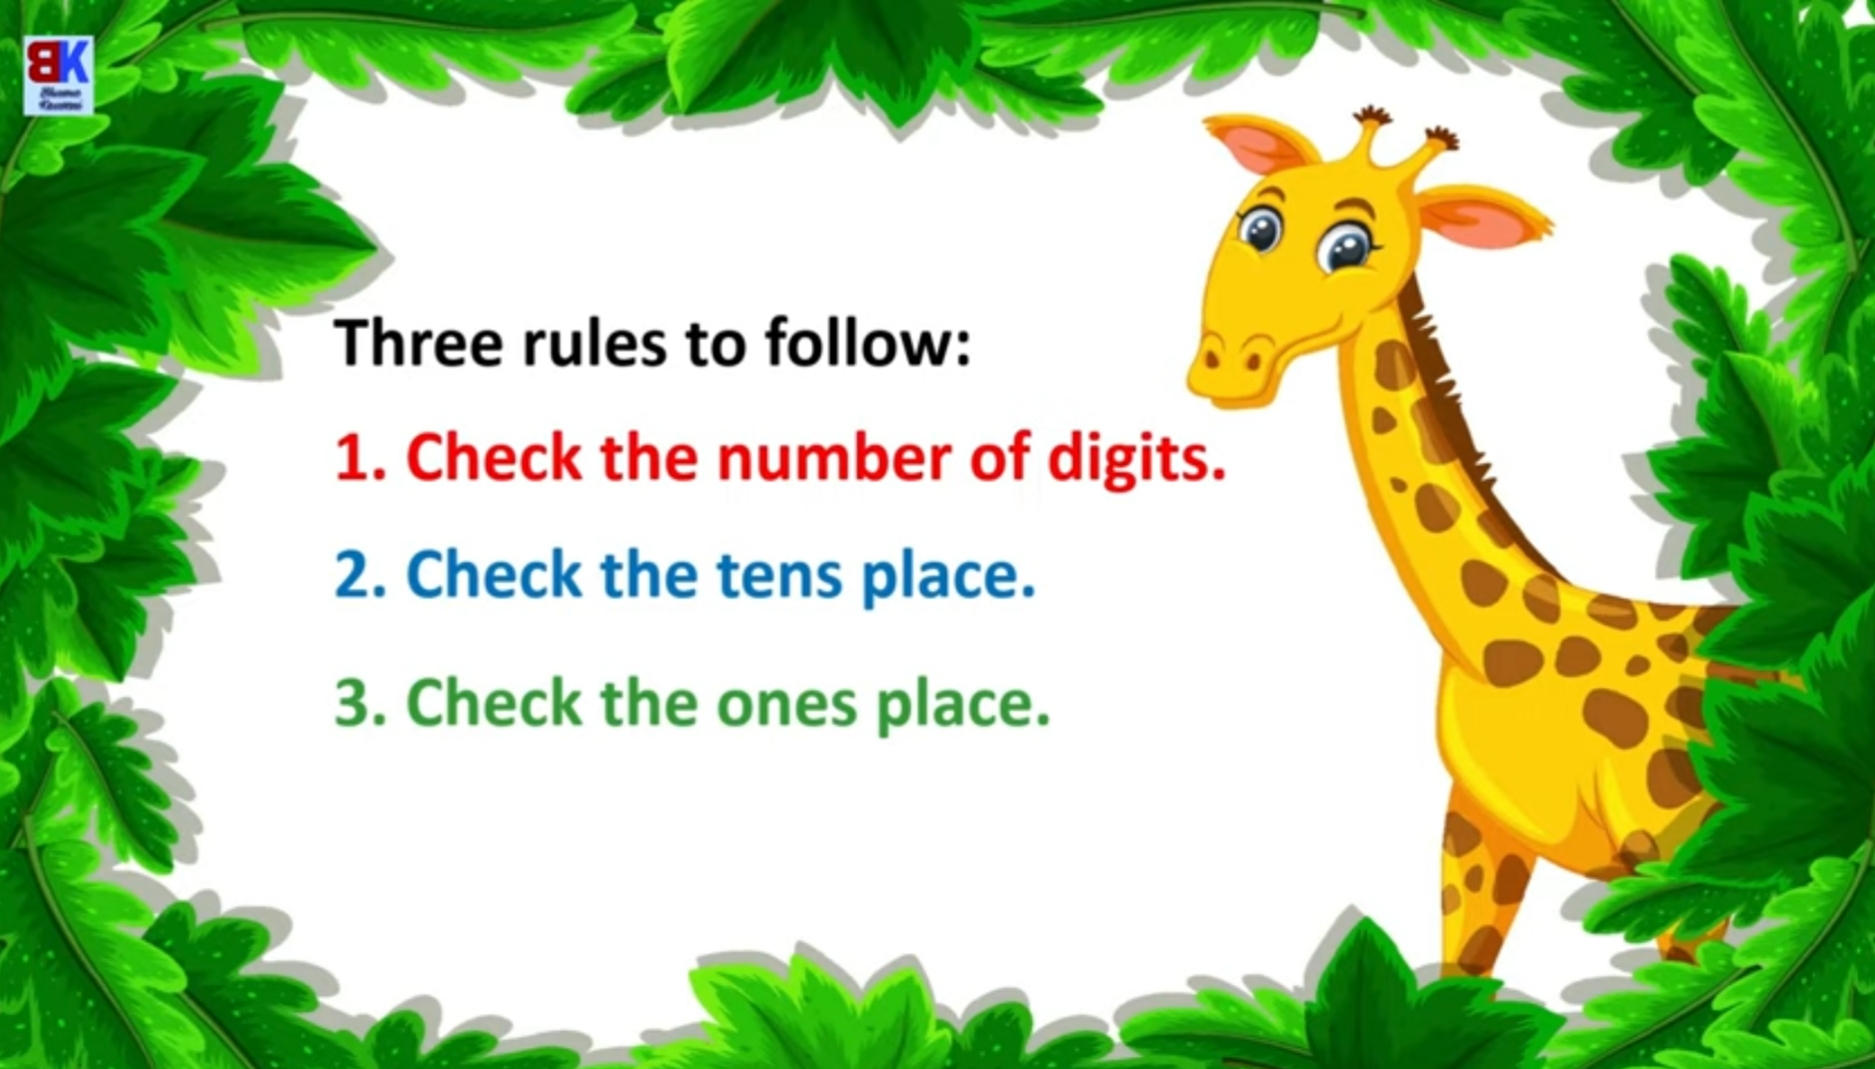 BK
Three rules to follow:
1. Check the number of digits.
2. Check the tens place.
3. Check the ones place.